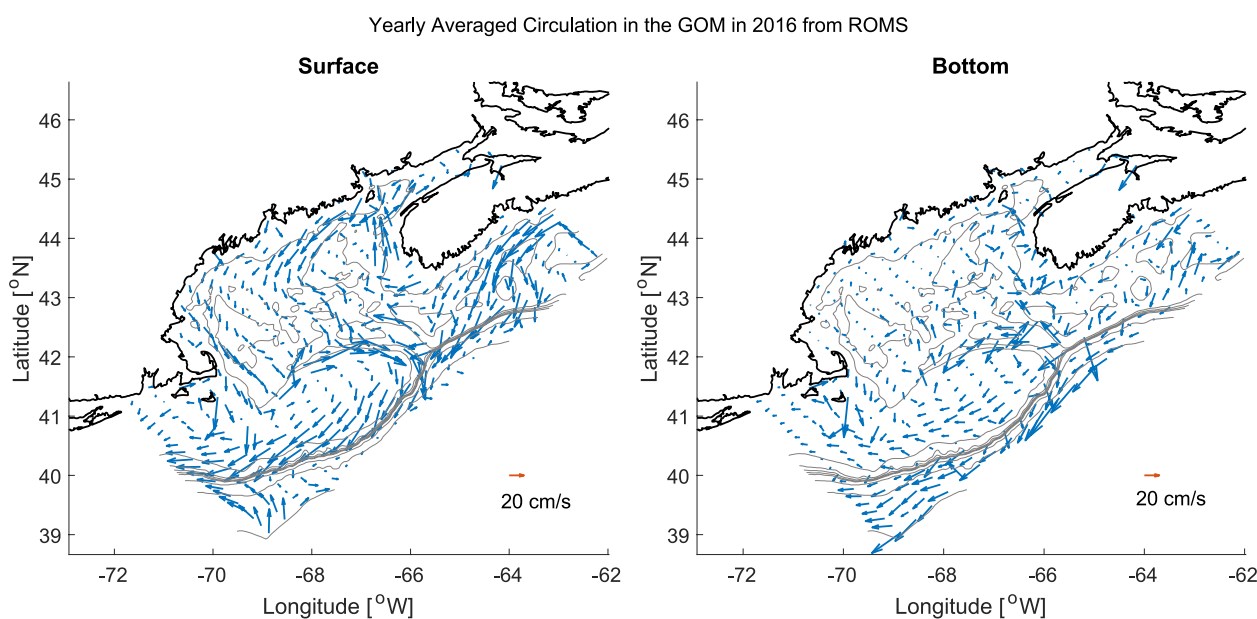 Yearly Averaged Circulation in the GOM in 2016 from ROMS
Surface
46
45
44
43
42
41
40
39
Latitude [°N]
20 cm/s
-72 -70 -68 -66 -64 -62
Longitude [°W]
Bottom
46
45
44
43
42
41
40
39
Latitude [°N]
20 cm/s
-72 -70 -68 -66 -64 -62
Longitude [°W]